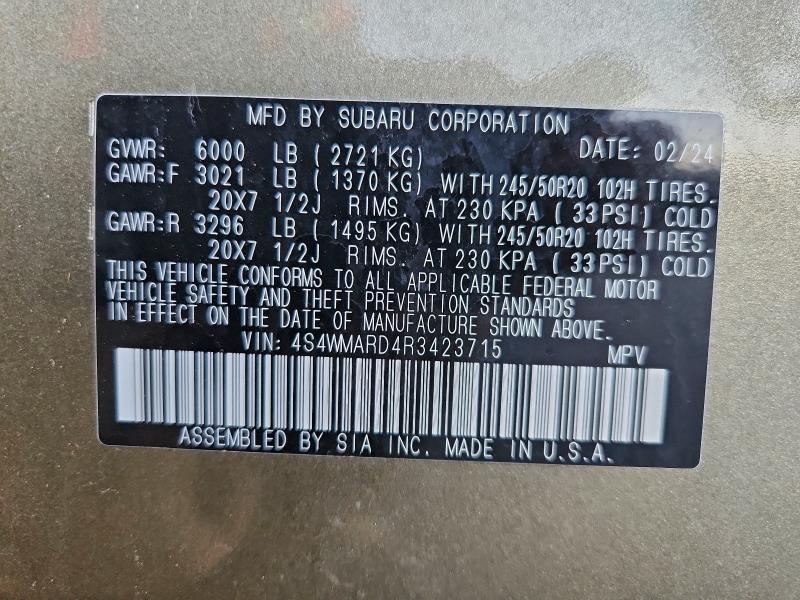 MFD BY SUBARU CORPORATION
GVWR: 6000 LB ( 2721 KG) DATE: 02/24
GAWR:F 3021 LB ( 1370 KG) WITH 245/50R20 102H TIRES.
20X7 1/2J RIMS. AT 230 KPA ( 33 PSI) COLD
GAWR:R 3296 LB ( 1495 KG) WITH 245/50R20 102H TIRES.
20X7 1/2J RIMS. AT 230 KPA ( 33 PSI) COLD
THIS VEHICLE CONFORMS TO ALL APPLICABLE FEDERAL MOTOR
VEHICLE SAFETY AND THEFT PREVENTION STANDARDS
IN EFFECT ON THE DATE OF MANUFACTURE SHOWN ABOVE.
VIN: 4S4WMARD4R3423715 MPV
ASSEMBLED BY SIA INC. MADE IN U.S.A.